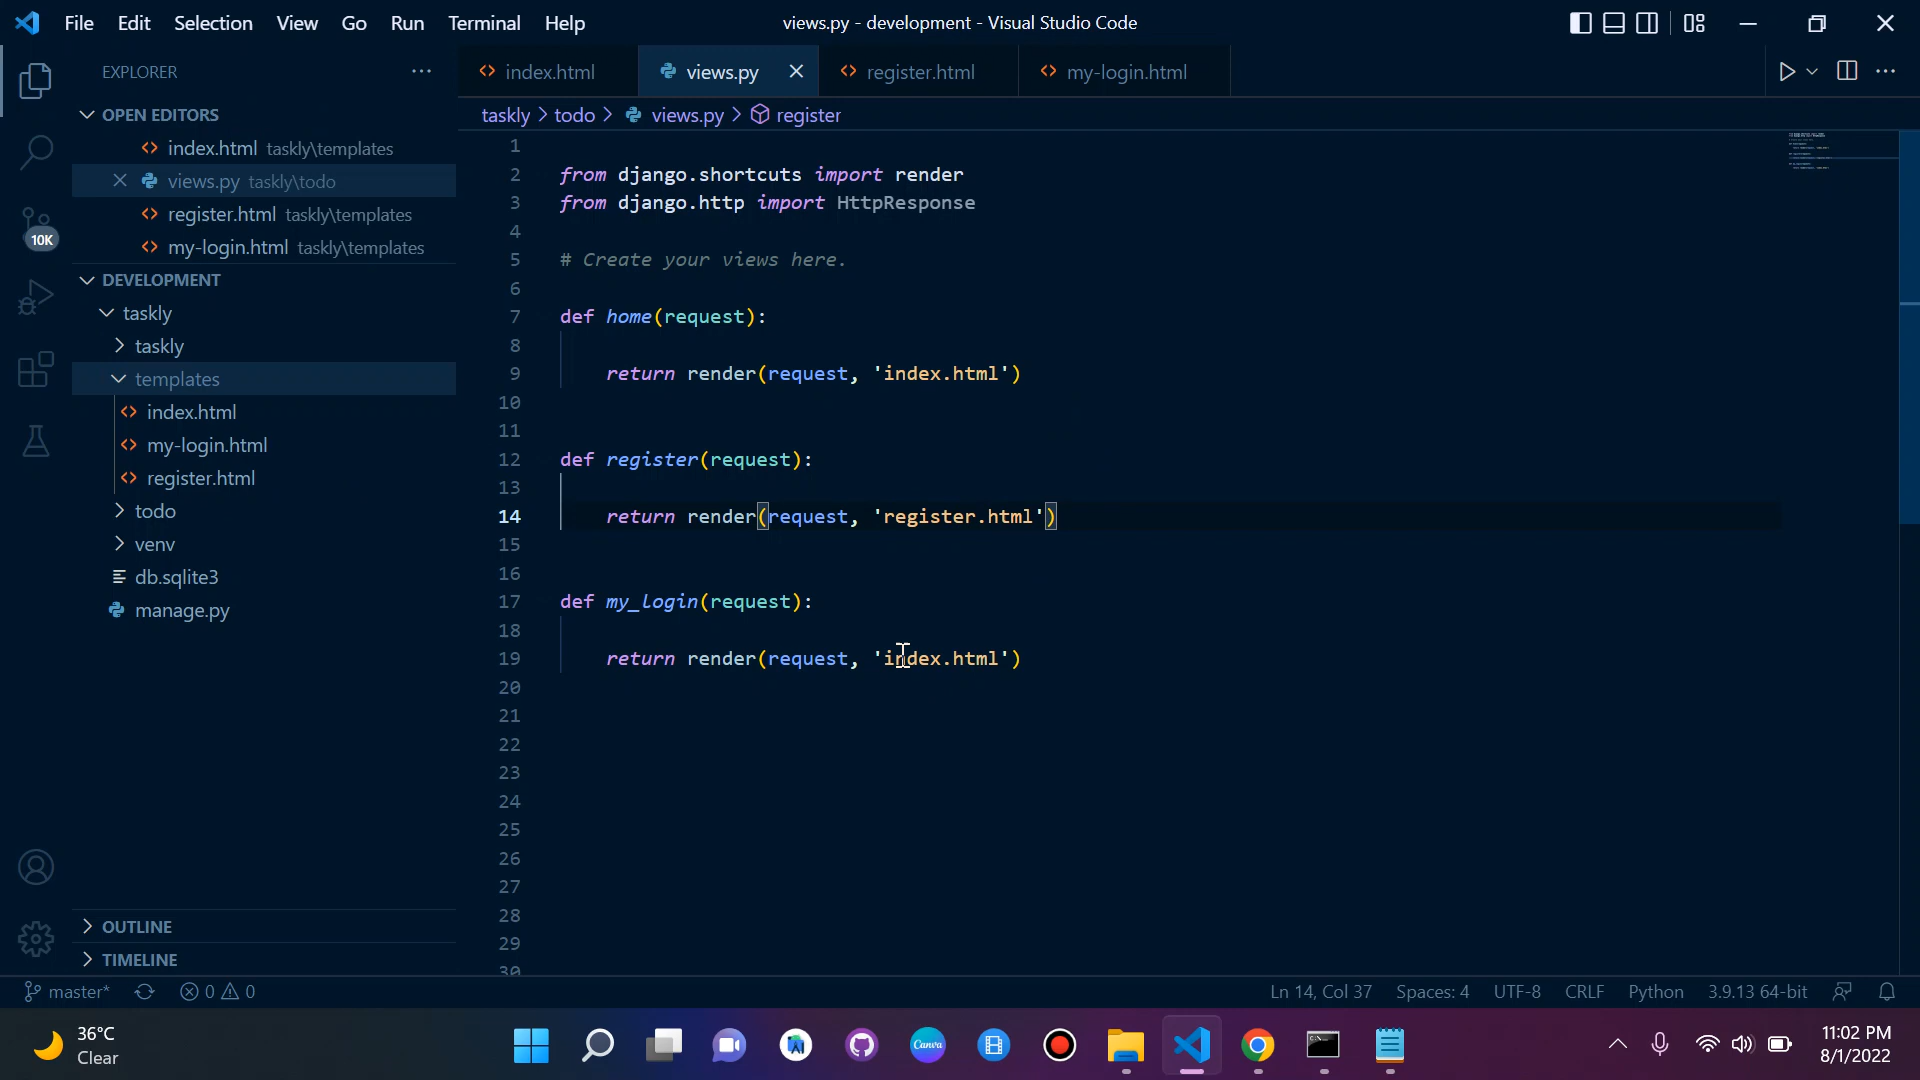 File Edit Selection View Go Run Terminal Help views.py - development - Visual Studio Code
EXPLORER
index.html views.py register.html my-login.html
OPEN EDITORS
taskly todo views.py register
index.html taskly\templates
views.py taskly\todo
register.html taskly\templates
my-login.html taskly\templates
10K
DEVELOPMENT
taskly
taskly
templates
index.html
my-login.html
register.html
todo
venv
db.sqlite3
manage.py
OUTLINE
TIMELINE
1
2 from django.shortcuts import render
3 from django.http import HttpResponse
4
5 # Create your views here.
6
7 def home(request):
8
9 return render(request, 'index.html')
10
11
12 def register(request):
13
14 return render(request, 'register.html')
15
16
17 def my_login(request):
18
19 return render(request, 'index.html')
20
21
22
23
24
25
26
27
28
29
30
master* 0 0 Ln 14, Col 37 Spaces: 4 UTF-8 CRLF Python 3.9.13 64-bit
36°C
Clear
Canva
11:02 PM
8/1/2022